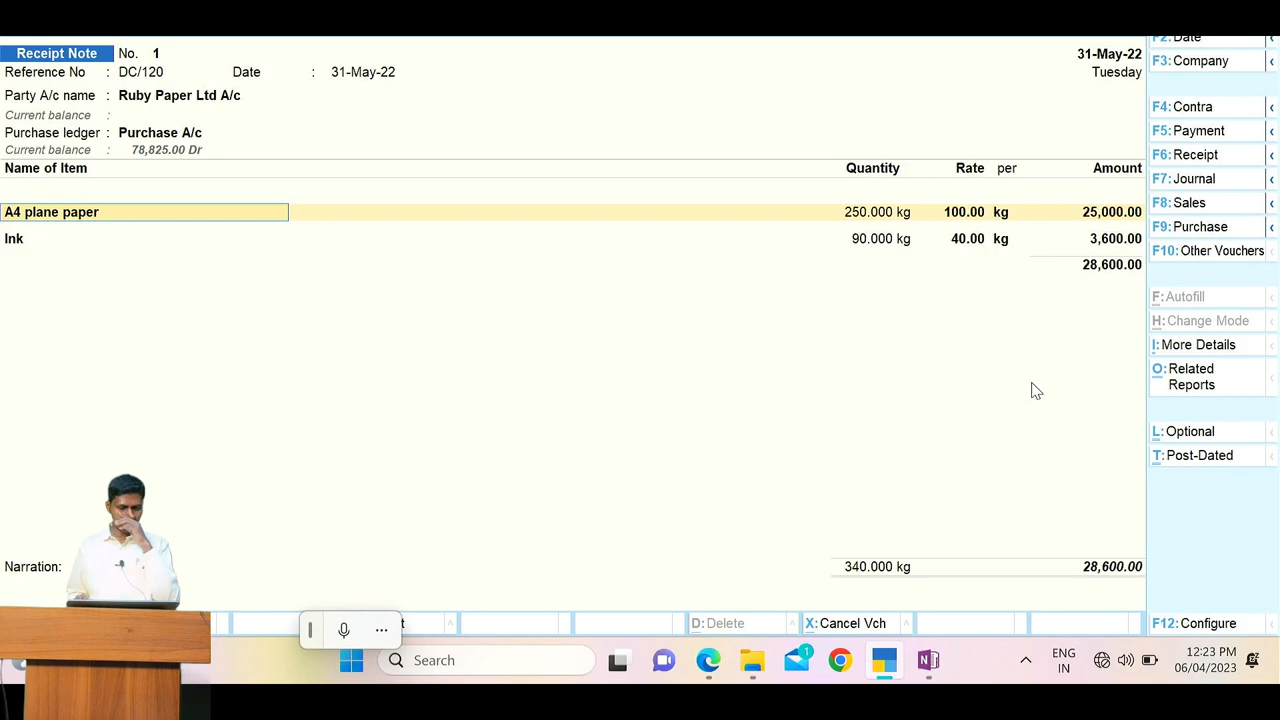 Receipt Note No. 1 31-May-22
Reference No : DC/120 Date : 31-May-22 Tuesday
Party A/c name : Ruby Paper Ltd A/c
Current balance :
Purchase ledger : Purchase A/c
Current balance : 78,825.00 Dr
Name of Item Quantity Rate per Amount
A4 plane paper 250.000 kg 100.00 kg 25,000.00
Ink 90.000 kg 40.00 kg 3,600.00
28,600.00
Narration: 340.000 kg 28,600.00
F2: Date
F3: Company
F4: Contra
F5: Payment
F6: Receipt
F7: Journal
F8: Sales
F9: Purchase
F10: Other Vouchers
F: Autofill
H: Change Mode
I: More Details
O: Related
Reports
L: Optional
T: Post-Dated
D: Delete X: Cancel Vch F12: Configure
Search 1 ENG 12:23 PM
IN 06/04/2023